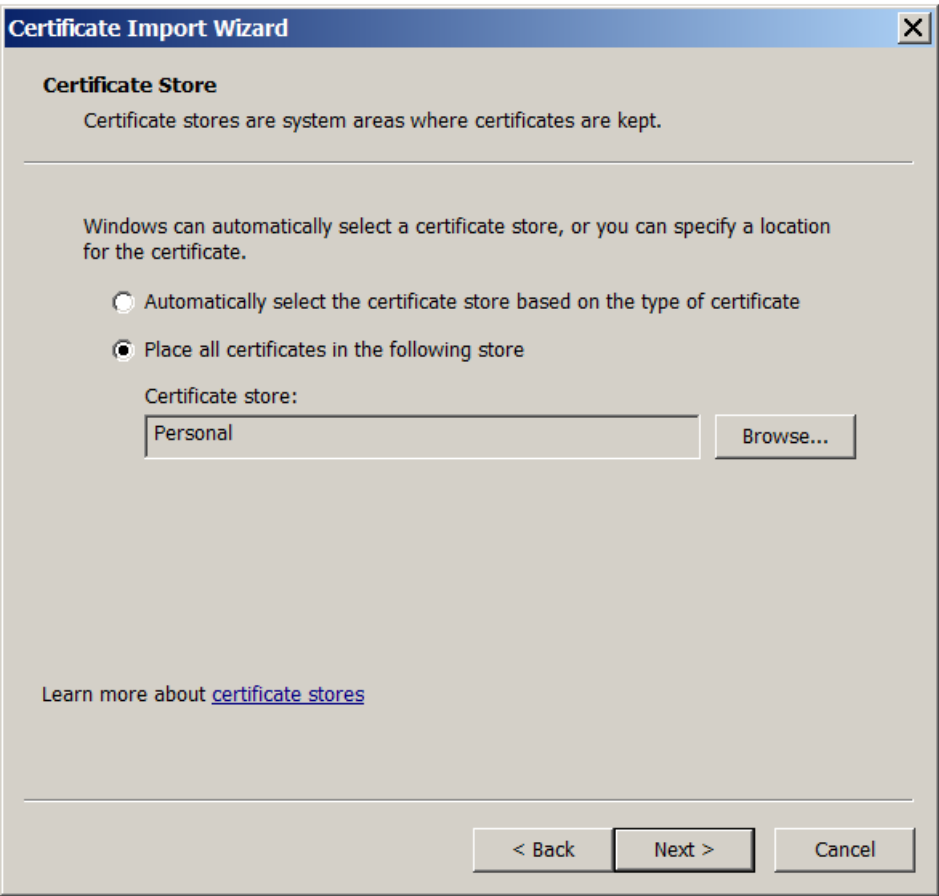 Certificate Import Wizard
Certificate Store
Certificate stores are system areas where certificates are kept.
Windows can automatically select a certificate store, or you can specify a location
for the certificate.
Automatically select the certificate store based on the type of certificate
Place all certificates in the following store
Certificate store:
Personal
Browse...
Learn more about certificate stores
< Back
Next >
Cancel